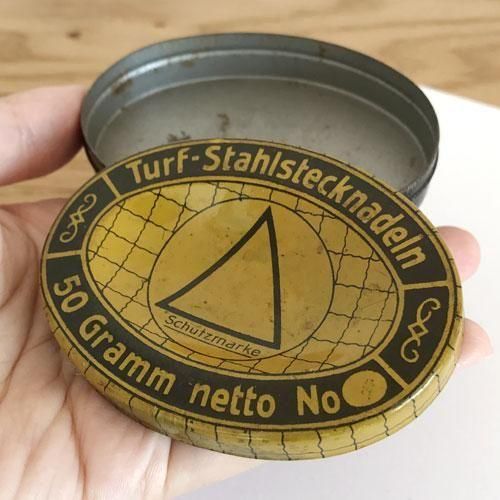 Turf-Stahlstecknadeln
Schutzmarke
50 Gramm netto No